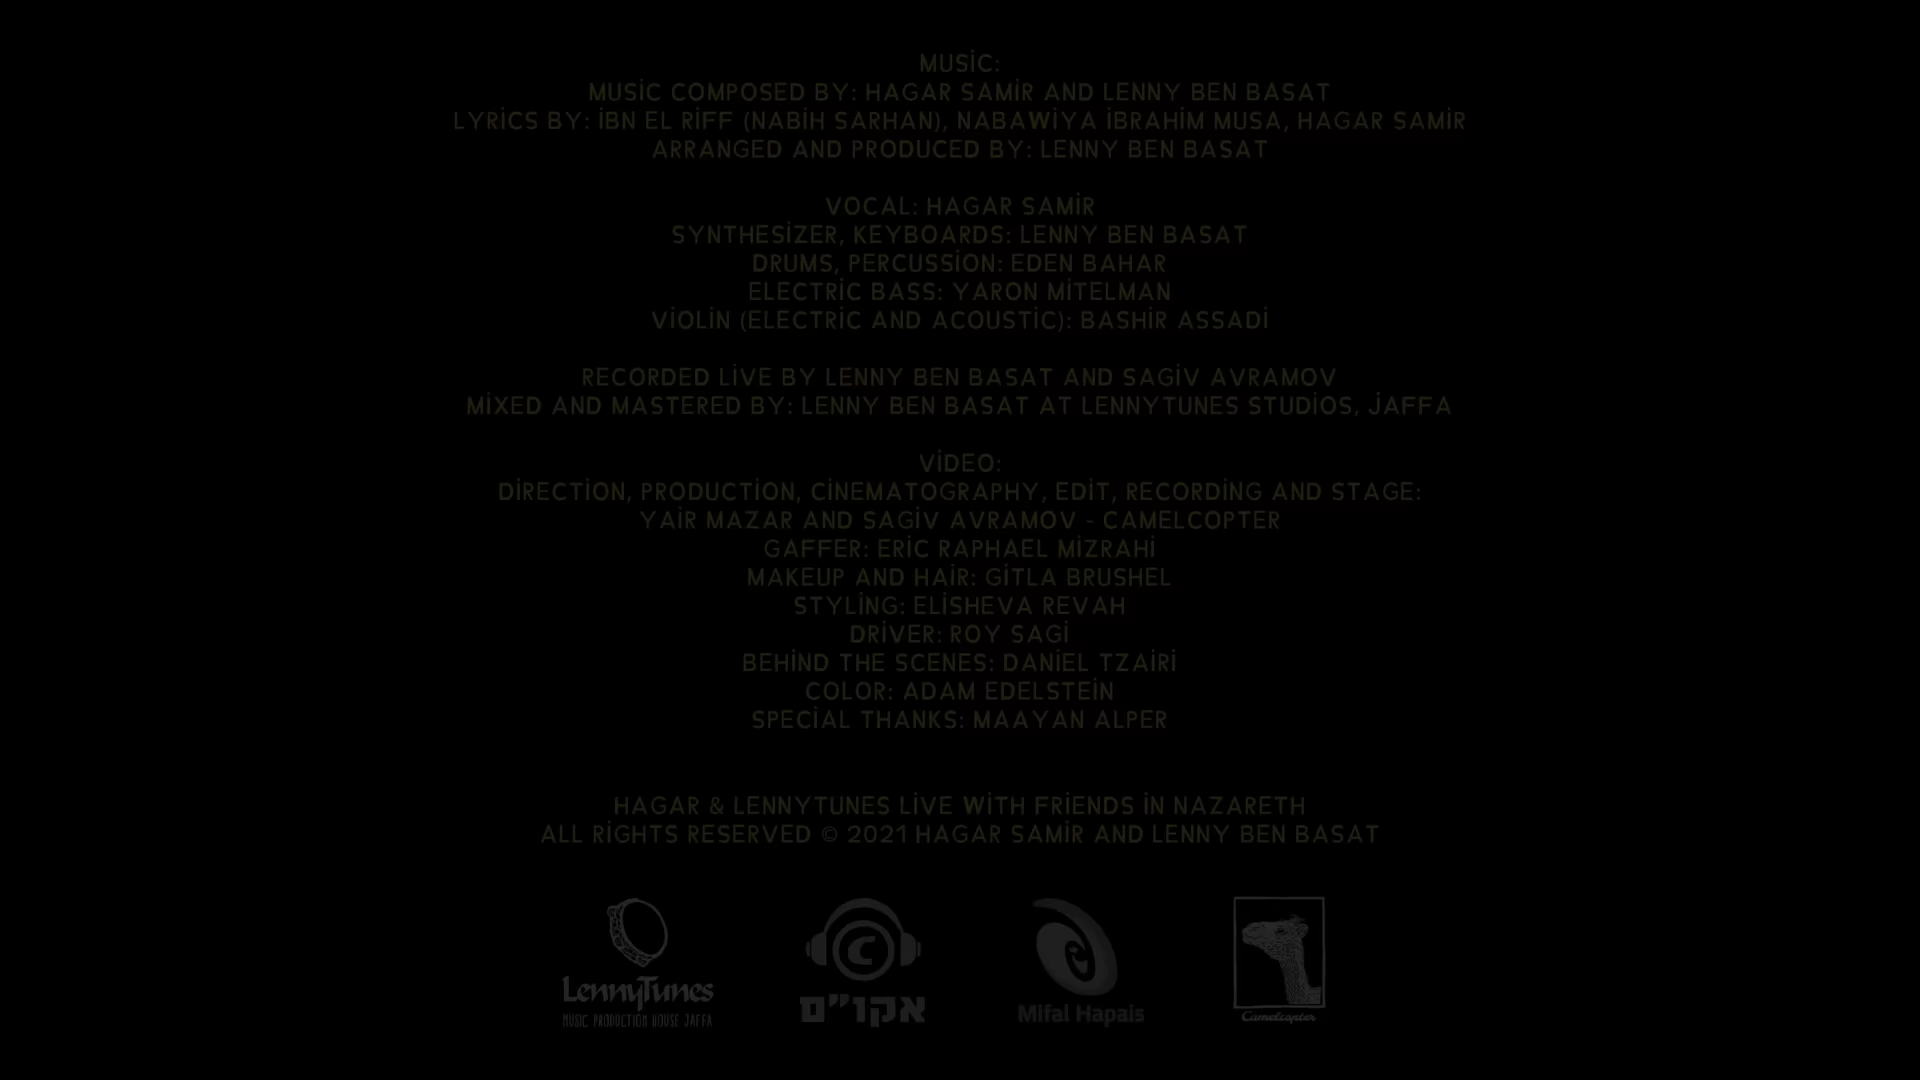 MUSİC:
MUSİC COMPOSED BY: HAGAR SAMİR AND LENNY BEN BASAT
LYRİCS BY: İBN EL RİFF (NABİH SARHAN), NABAWİYA İBRAHİM MUSA, HAGAR SAMİR
ARRANGED AND PRODUCED BY: LENNY BEN BASAT
VOCAL: HAGAR SAMİR
SYNTHESİZER, KEYBOARDS: LENNY BEN BASAT
DRUMS, PERCUSSİON: EDEN BAHAR
ELECTRİC BASS: YARON MİTELMAN
VİOLİN (ELECTRİC AND ACOUSTİC): BASHİR ASSADİ
RECORDED LİVE BY LENNY BEN BASAT AND SAGİV AVRAMOV
MİXED AND MASTERED BY: LENNY BEN BASAT AT LENNYTUNES STUDİOS, JAFFA
VİDEO:
DİRECTİON, PRODUCTİON, CİNEMATOGRAPHY, EDİT, RECORDİNG AND STAGE:
YAİR MAZAR AND SAGİV AVRAMOV - CAMELCOPTER
GAFFER: ERİC RAPHAEL MİZRAHİ
MAKEUP AND HAİR: GİTLA BRUSHEL
STYLİNG: ELİSHEVA REVAH
DRİVER: ROY SAGİ
BEHİND THE SCENES: DANİEL TZAİRİ
COLOR: ADAM EDELSTEİN
SPECİAL THANKS: MAAYAN ALPER
HAGAR & LENNYTUNES LİVE WİTH FRİENDS İN NAZARETH
ALL RİGHTS RESERVED © 2021 HAGAR SAMİR AND LENNY BEN BASAT
LennyTunes
MUSIC PRODUCTION HOUSE JAFFA
אקו"ם
Mifal Hapais
Camelcopter